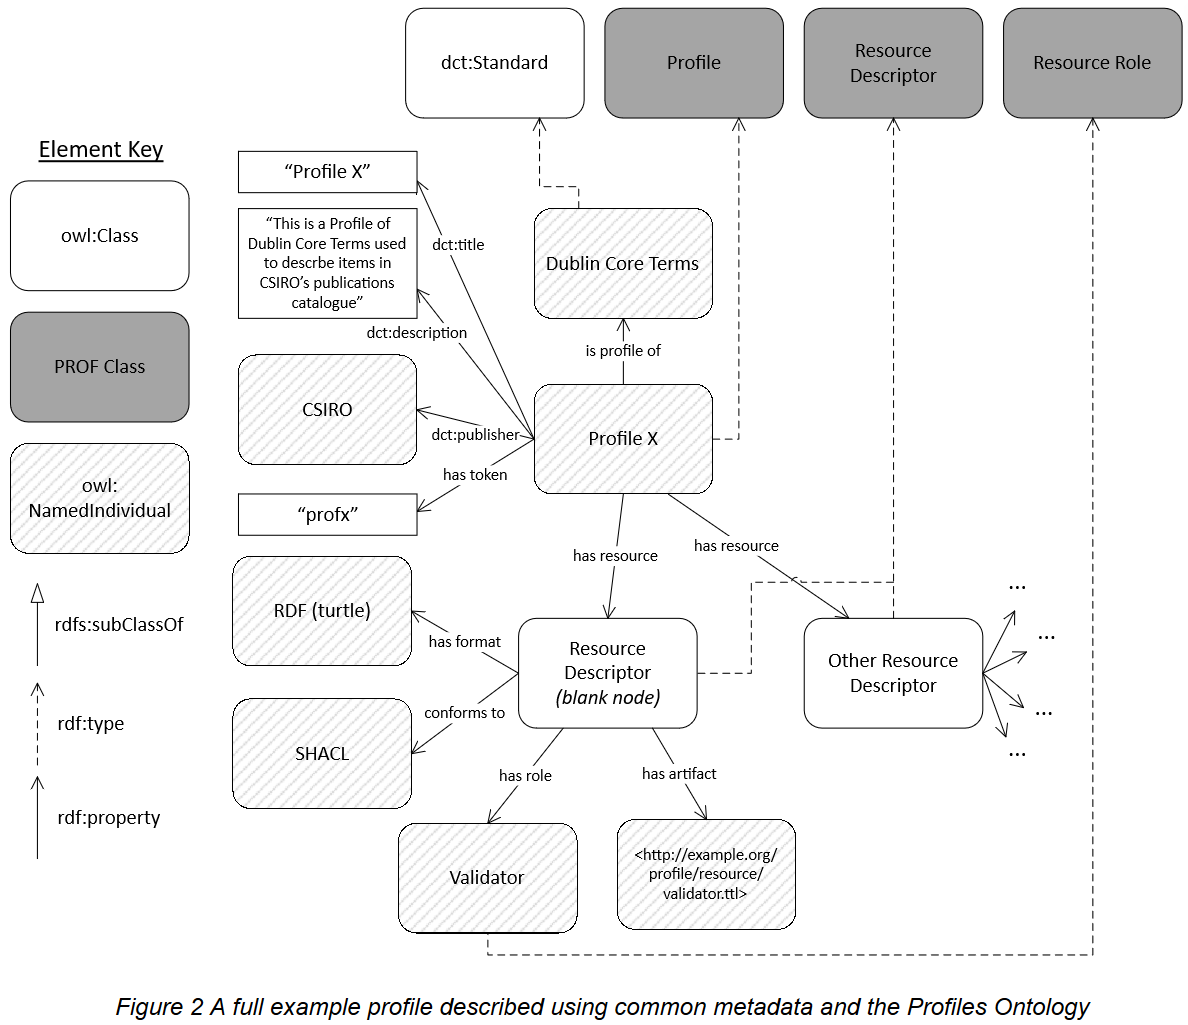 dct:Standard
Profile
Resource
Descriptor
Resource Role
Element Key
owl:Class
PROF Class
owl:
NamedIndividual
rdfs:subClassOf
rdf:type
rdf:property
“Profile X”
“This is a Profile of
Dublin Core Terms used
to descrbe items in
CSIRO’s publications
catalogue”
dct:title
dct:description
Dublin Core Terms
is profile of
CSIRO
dct:publisher
Profile X
has token
“profx”
has resource
has resource
RDF (turtle)
has format
Resource
Descriptor
(blank node)
Other Resource
Descriptor
...
...
...
...
conforms to
SHACL
has role
has artifact
Validator
<http://example.org/
profile/resource/
validator.ttl>
Figure 2 A full example profile described using common metadata and the Profiles Ontology